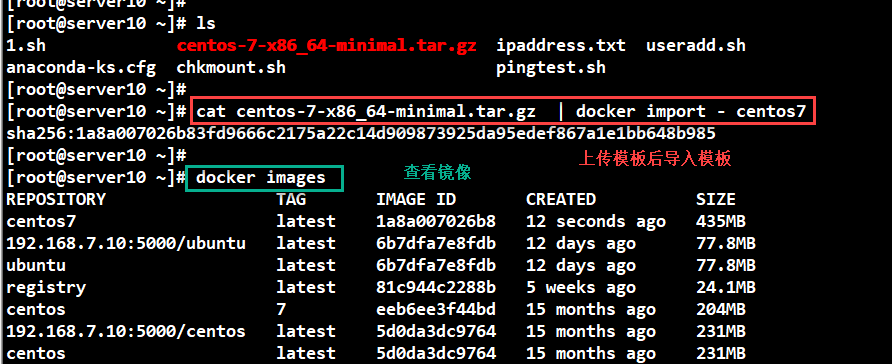 [root@server10 ~]#
[root@server10 ~]# ls
1.sh centos-7-x86_64-minimal.tar.gz ipaddress.txt useradd.sh
anaconda-ks.cfg chkmount.sh pingtest.sh
[root@server10 ~]#
[root@server10 ~]# cat centos-7-x86_64-minimal.tar.gz | docker import - centos7
sha256:1a8a007026b83fd9666c2175a22c14d909873925da95edef867a1e1bb648b985
[root@server10 ~]#
上传模板后导入模板
[root@server10 ~]# docker images
查看镜像
REPOSITORY TAG IMAGE ID CREATED SIZE
centos7 latest 1a8a007026b8 12 seconds ago 435MB
192.168.7.10:5000/ubuntu latest 6b7dfa7e8fdb 12 days ago 77.8MB
ubuntu latest 6b7dfa7e8fdb 12 days ago 77.8MB
registry latest 81c944c2288b 5 weeks ago 24.1MB
centos 7 eeb6ee3f44bd 15 months ago 204MB
192.168.7.10:5000/centos latest 5d0da3dc9764 15 months ago 231MB
centos latest 5d0da3dc9764 15 months ago 231MB